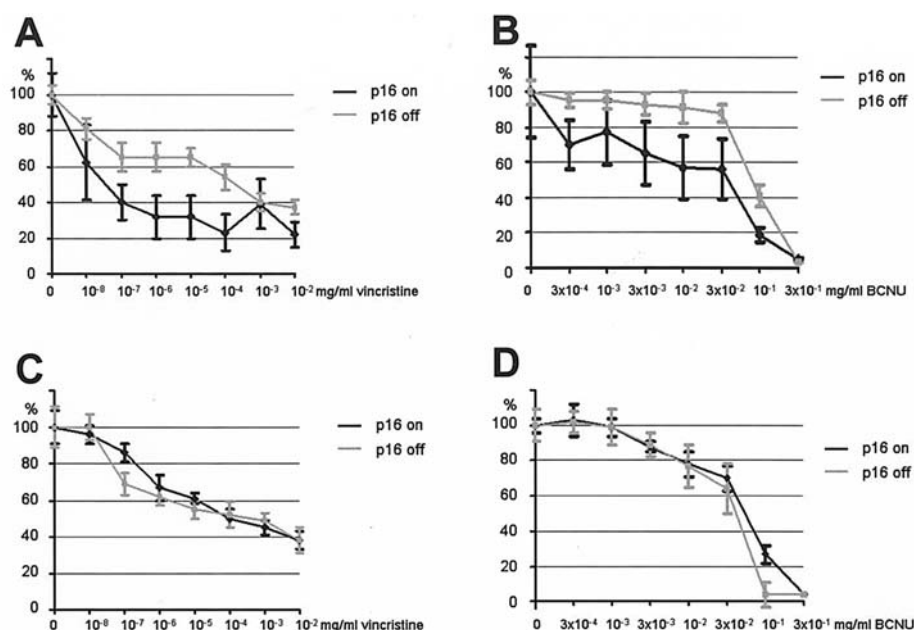 A
%
100
80
60
40
20
0
p16 on
p16 off
0 10⁻⁸ 10⁻⁷ 10⁻⁶ 10⁻⁵ 10⁻⁴ 10⁻³ 10⁻² mg/ml vincristine
B
%
100
80
60
40
20
0
p16 on
p16 off
0 3x10⁻⁴ 10⁻³ 3x10⁻³ 10⁻² 3x10⁻² 10⁻¹ 3x10⁻¹ mg/ml BCNU
C
%
100
80
60
40
20
0
p16 on
p16 off
0 10⁻⁸ 10⁻⁷ 10⁻⁶ 10⁻⁵ 10⁻⁴ 10⁻³ 10⁻² mg/ml vincristine
D
%
100
80
60
40
20
0
p16 on
p16 off
0 3x10⁻⁴ 10⁻³ 3x10⁻³ 10⁻² 3x10⁻² 10⁻¹ 3x10⁻¹ mg/ml BCNU